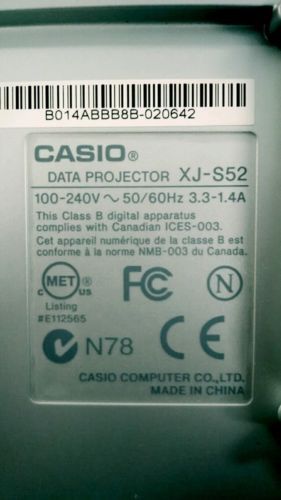 B014ABBB8B-020642
CASIO®
DATA PROJECTOR XJ-S52
100-240V ~ 50/60Hz 3.3-1.4A
This Class B digital apparatus
complies with Canadian ICES-003.
Cet appareil numérique de la classe B est
conforme à la norme NMB-003 du Canada.
C MET® US FC N
Listing
#E112565
N78 CE
CASIO COMPUTER CO.,LTD.
MADE IN CHINA